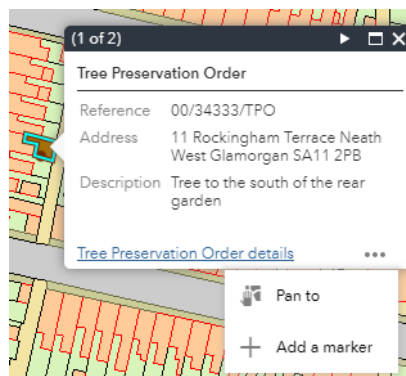 (1 of 2)
Tree Preservation Order
Reference 00/34333/TPO
Address 11 Rockingham Terrace Neath
West Glamorgan SA11 2PB
Description Tree to the south of the rear
garden
Tree Preservation Order details
Pan to
Add a marker